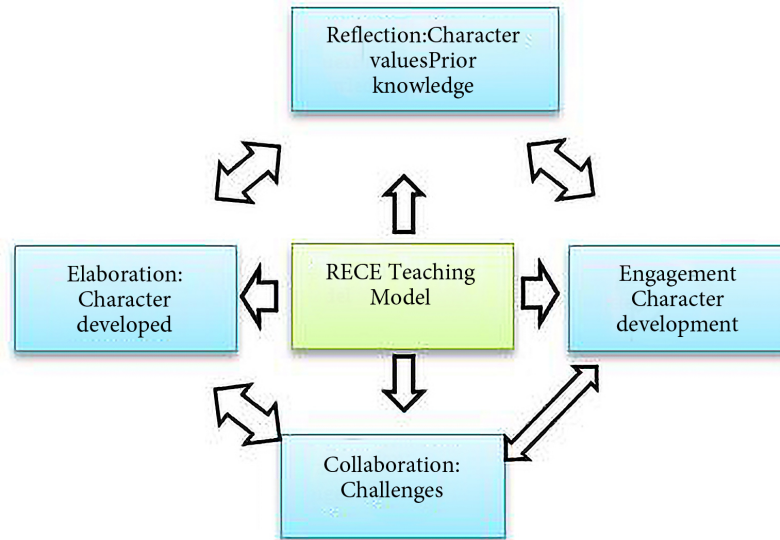 Reflection:Character
valuesPrior
knowledge
Elaboration:
Character
developed
RECE Teaching
Model
Engagement
Character
development
Collaboration:
Challenges